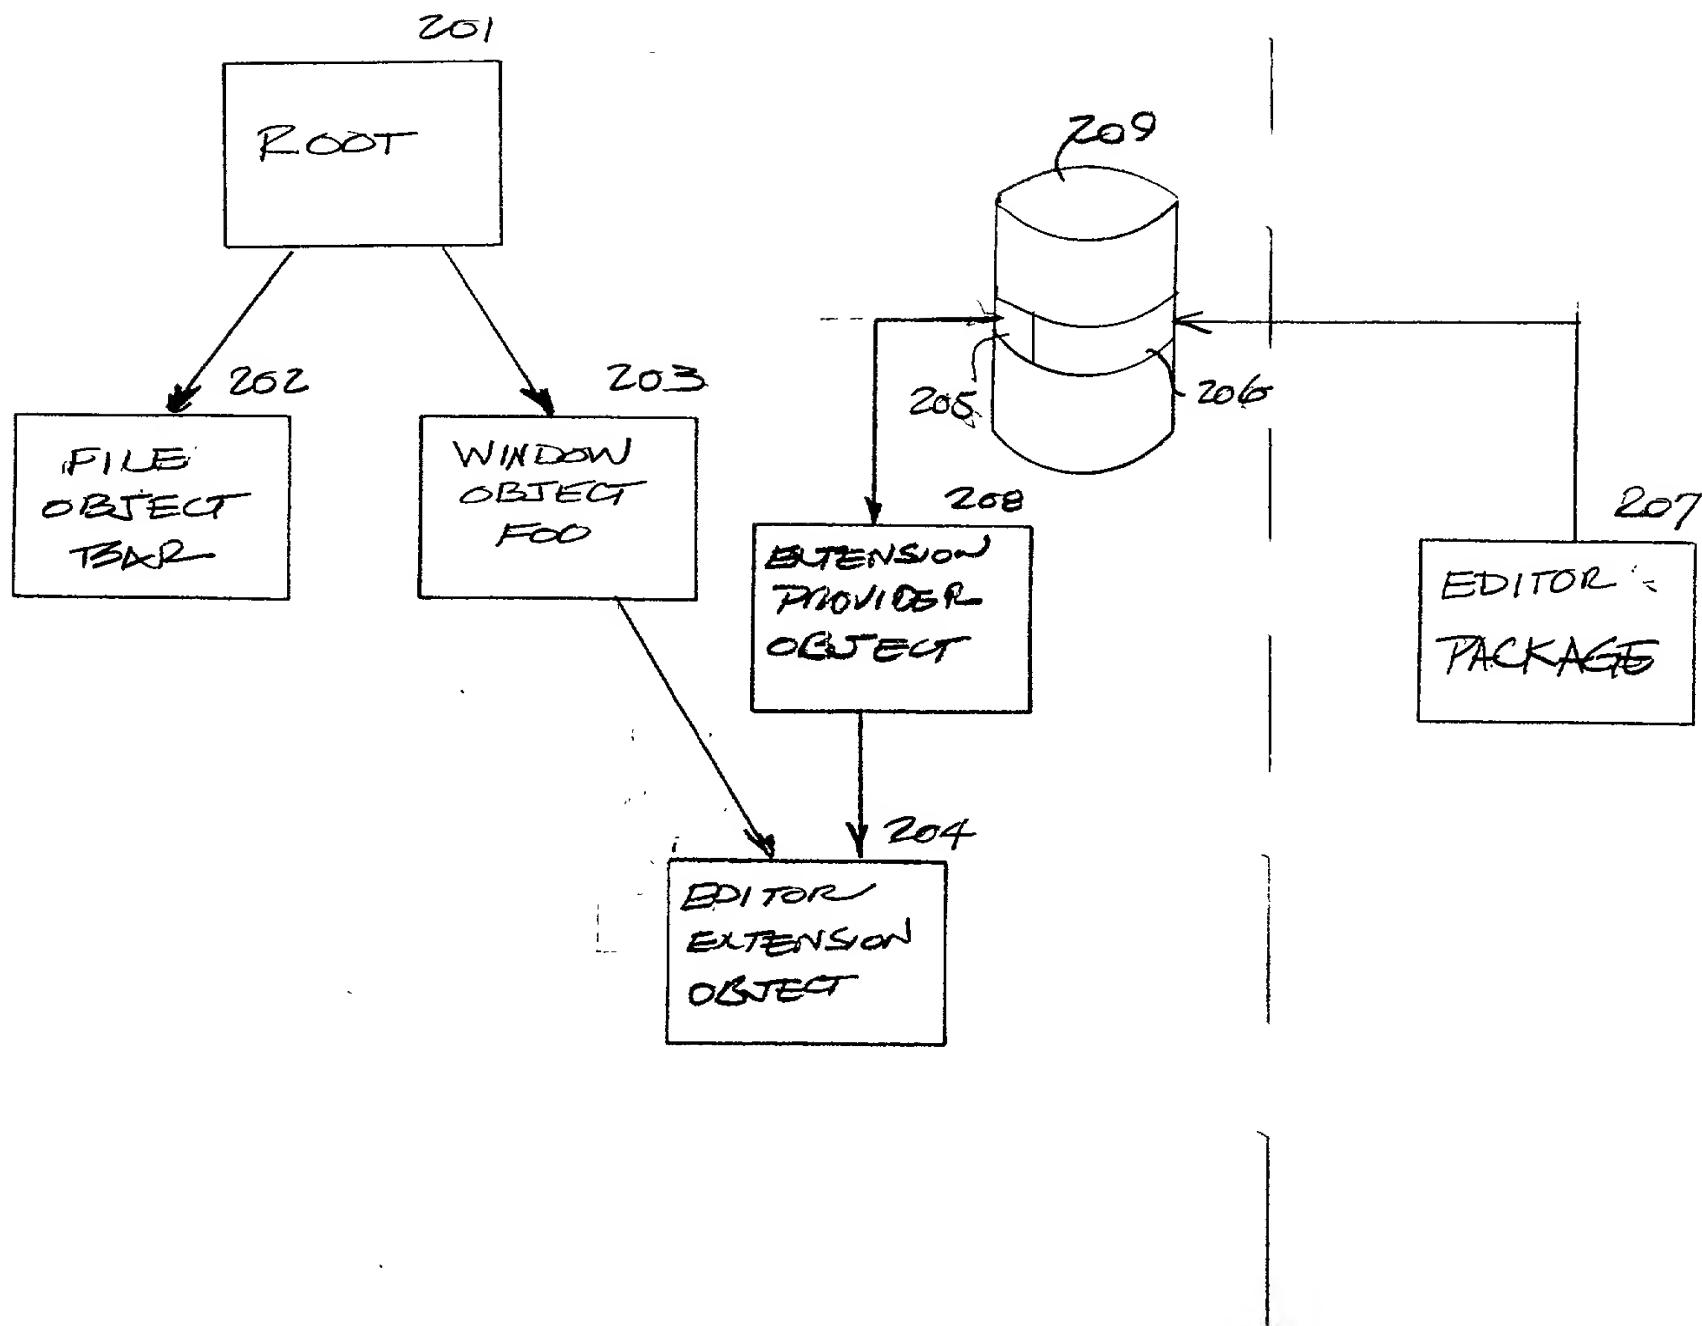 201
ROOT
209
202
203
205
206
FILE
OBJECT
BAR
WINDOW
OBJECT
FOO
208
EXTENSION
PROVIDER
OBJECT
207
EDITOR
PACKAGE
204
EDITOR
EXTENSION
OBJECT